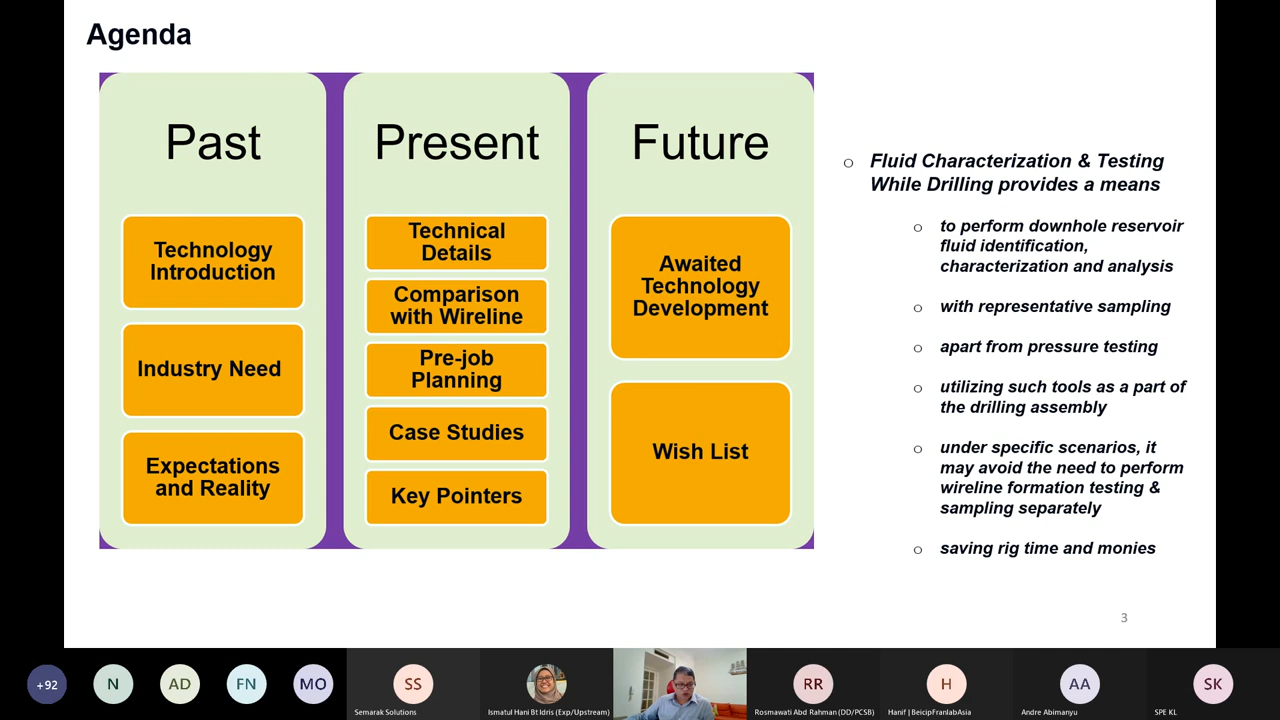 Agenda
Past
Technology
Introduction
Industry Need
Expectations
and Reality
Present
Technical
Details
Comparison
with Wireline
Pre-job
Planning
Case Studies
Key Pointers
Future
Awaited
Technology
Development
Wish List
o Fluid Characterization & Testing
While Drilling provides a means
o to perform downhole reservoir
fluid identification,
characterization and analysis
o with representative sampling
o apart from pressure testing
o utilizing such tools as a part of
the drilling assembly
o under specific scenarios, it
may avoid the need to perform
wireline formation testing &
sampling separately
o saving rig time and monies
3
+92
N
AD
FN
MO
SS
RR
H
AA
SK
Semarak Solutions
Ismatul Hani Bt Idris (Exp/Upstream)
Rosmawati Abd Rahman (DD/PCSB)
Hanif | BeicipFranlabAsia
Andre Abimanyu
SPE KL